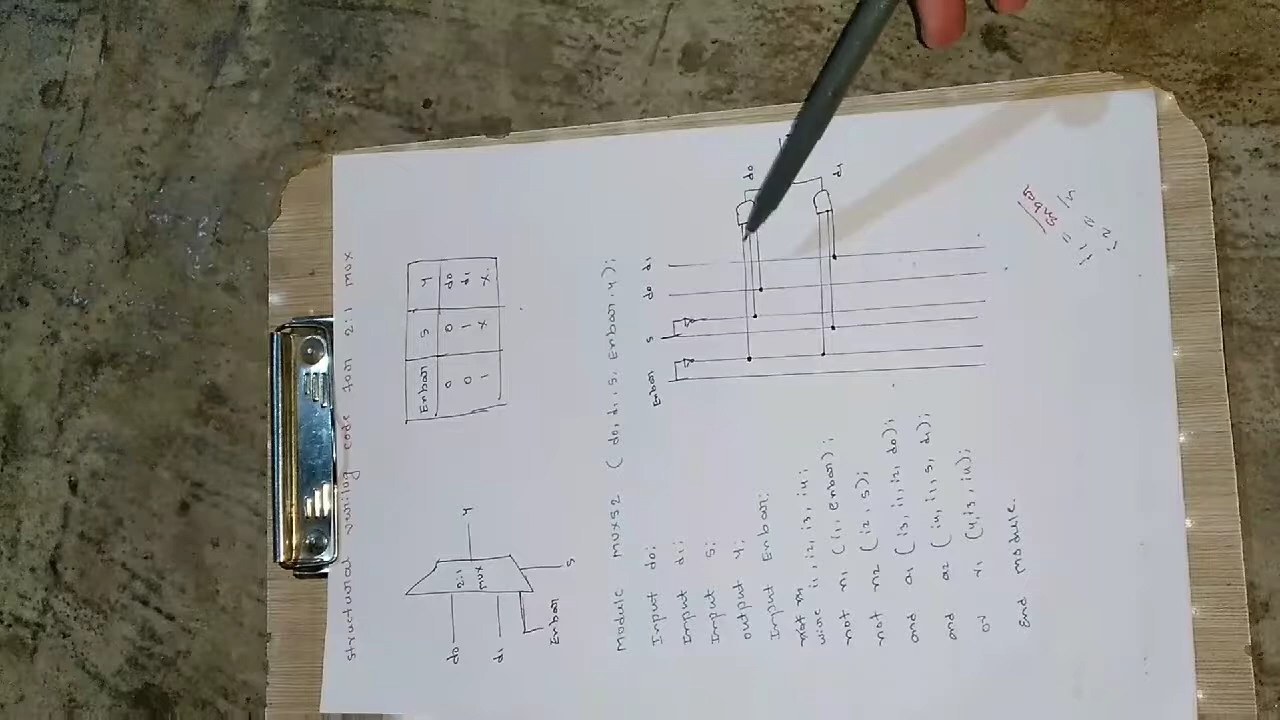 structural verilog code for 2:1 mux
d0
d1
2:1
mux
Y
S
Enbar
Enbar S Y
0 0 d0
0 1 d1
1 x x
Module mux52 (d0, d1, s, Enbar, y);
Input d0;
Input d1;
Input s;
output y;
Input Enbar;
wire i1, i2, i3, i4;
not n1 (i1, enbar);
not n2 (i2, s);
and a1 (i3, i1, i2, d0);
and a2 (i4, i1, s, d1);
or r1 (y, i3, i4);
End module.
Enbar S d0 d1
d0
d1